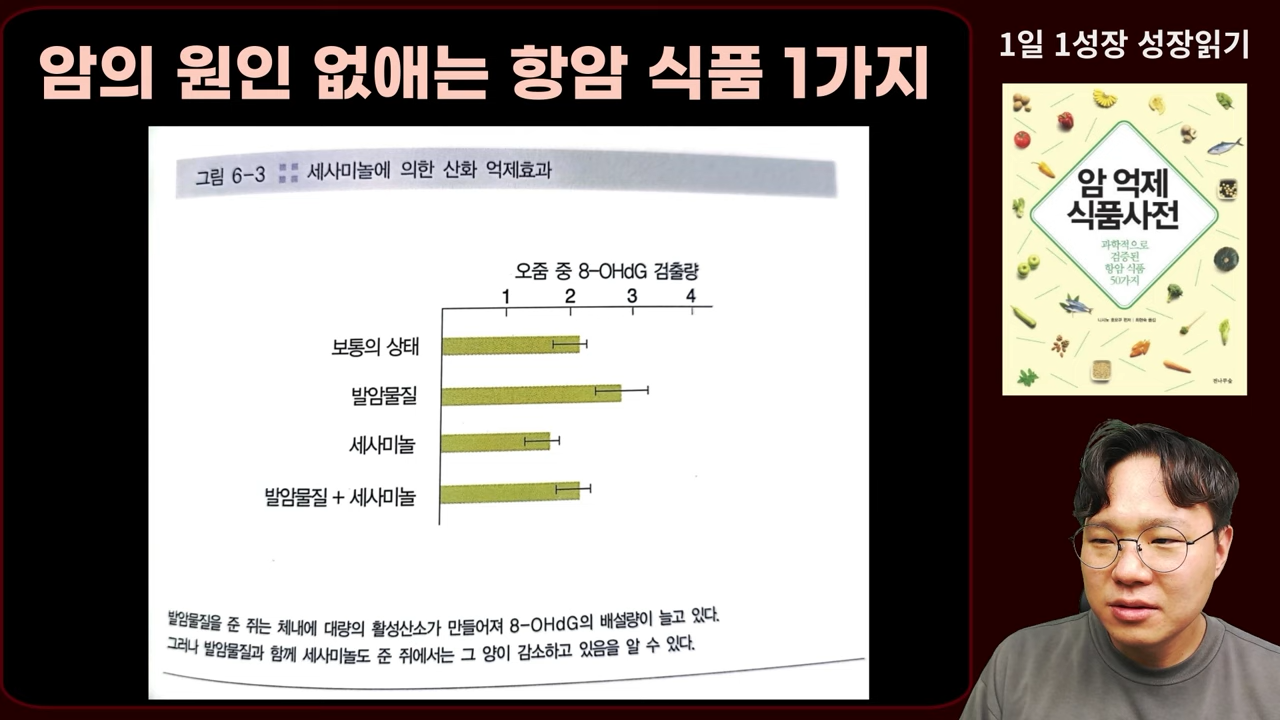 암의 원인 없애는 항암 식품 1가지
1일 1성장 성장읽기
그림 6-3 세사미놀에 의한 산화 억제효과
오줌 중 8-OHdG 검출량
1 2 3 4
보통의 상태
발암물질
세사미놀
발암물질 + 세사미놀
발암물질을 준 쥐는 체내에 대량의 활성산소가 만들어져 8-OHdG의 배설량이 늘고 있다.
그러나 발암물질과 함께 세사미놀도 준 쥐에서는 그 양이 감소하고 있음을 알 수 있다.
암 억제
식품사전
과학적으로
검증된
항암 식품
50가지